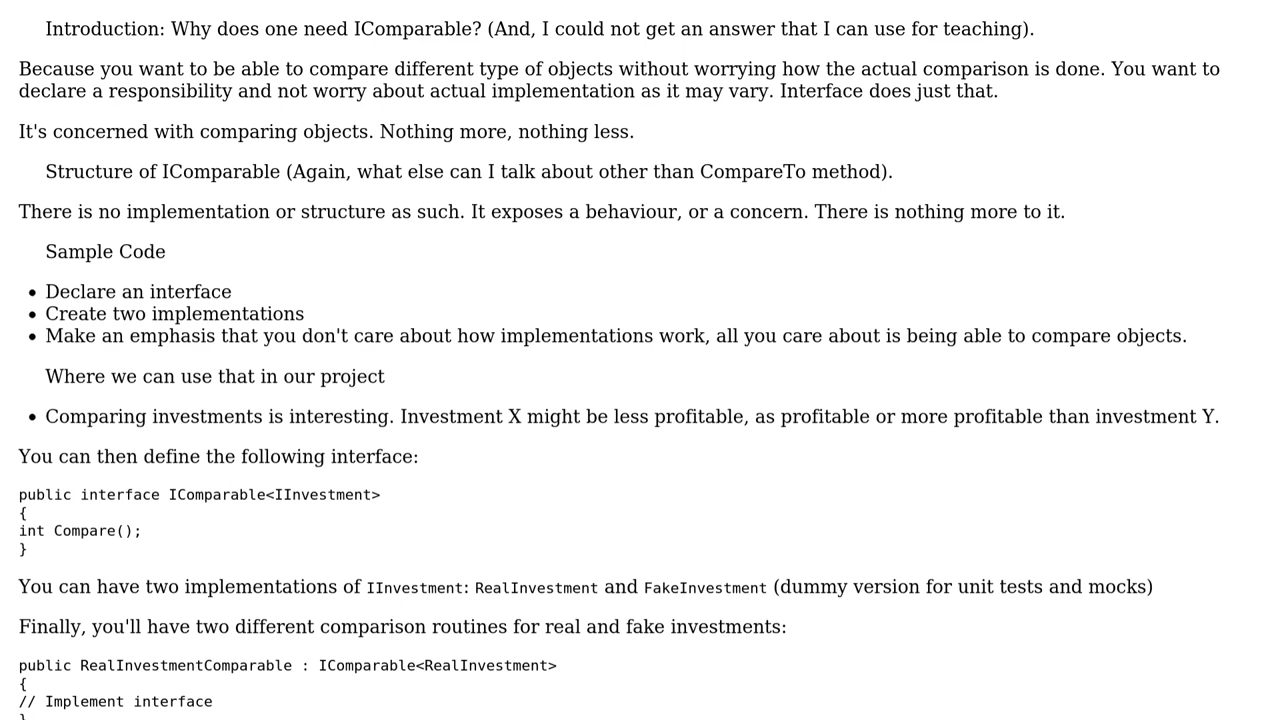 Introduction: Why does one need IComparable? (And, I could not get an answer that I can use for teaching).
Because you want to be able to compare different type of objects without worrying how the actual comparison is done. You want to
declare a responsibility and not worry about actual implementation as it may vary. Interface does just that.
It's concerned with comparing objects. Nothing more, nothing less.
Structure of IComparable (Again, what else can I talk about other than CompareTo method).
There is no implementation or structure as such. It exposes a behaviour, or a concern. There is nothing more to it.
Sample Code
• Declare an interface
• Create two implementations
• Make an emphasis that you don't care about how implementations work, all you care about is being able to compare objects.
Where we can use that in our project
• Comparing investments is interesting. Investment X might be less profitable, as profitable or more profitable than investment Y.
You can then define the following interface:
public interface IComparable<IInvestment>
{
int Compare();
}
You can have two implementations of IInvestment: RealInvestment and FakeInvestment (dummy version for unit tests and mocks)
Finally, you'll have two different comparison routines for real and fake investments:
public RealInvestmentComparable : IComparable<RealInvestment>
{
// Implement interface
}